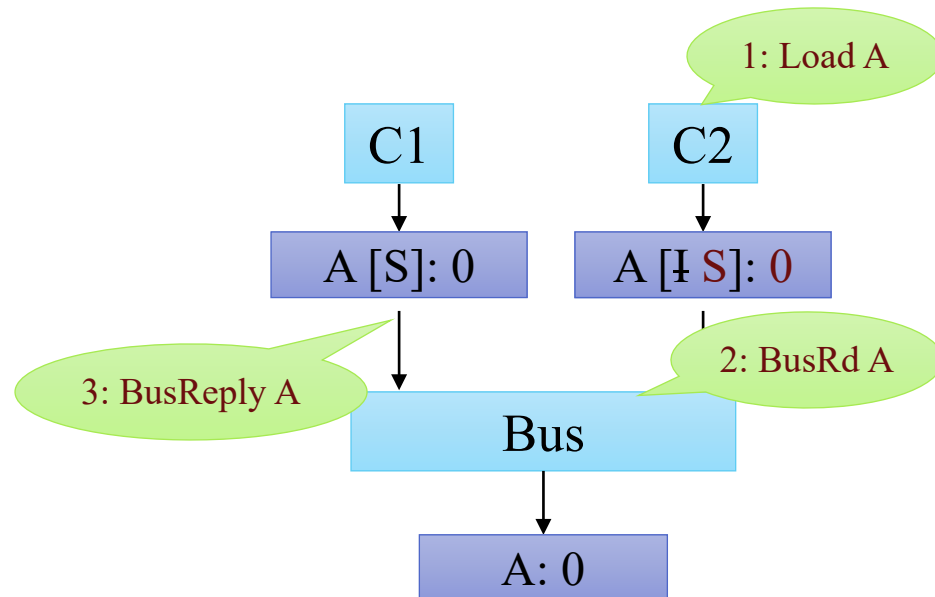 1: Load A
C1
C2
A [S]: 0
A [I S]: 0
3: BusReply A
2: BusRd A
Bus
A: 0